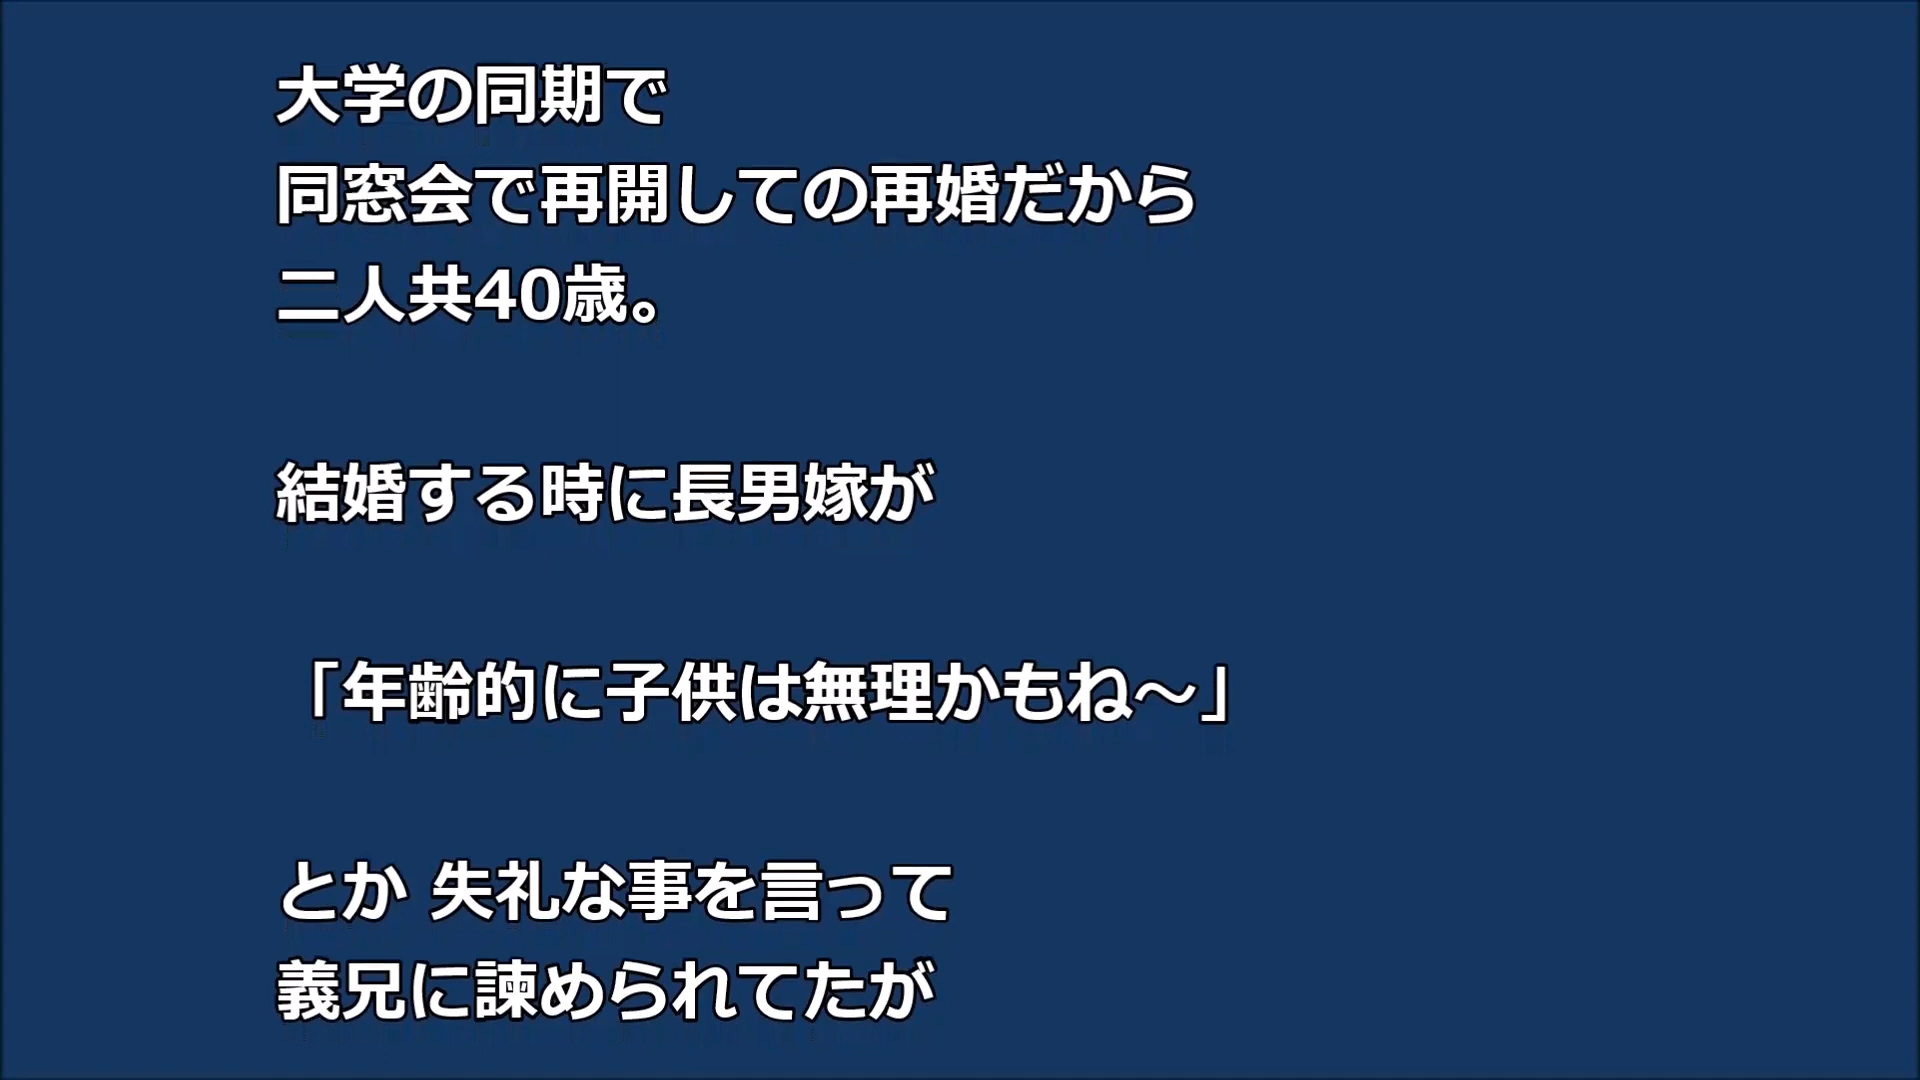 大学の同期で
同窓会で再開しての再婚だから
二人共40歳。
結婚する時に長男嫁が
「年齢的に子供は無理かもね～」
とか 失礼な事を言って
義兄に諫められてたが